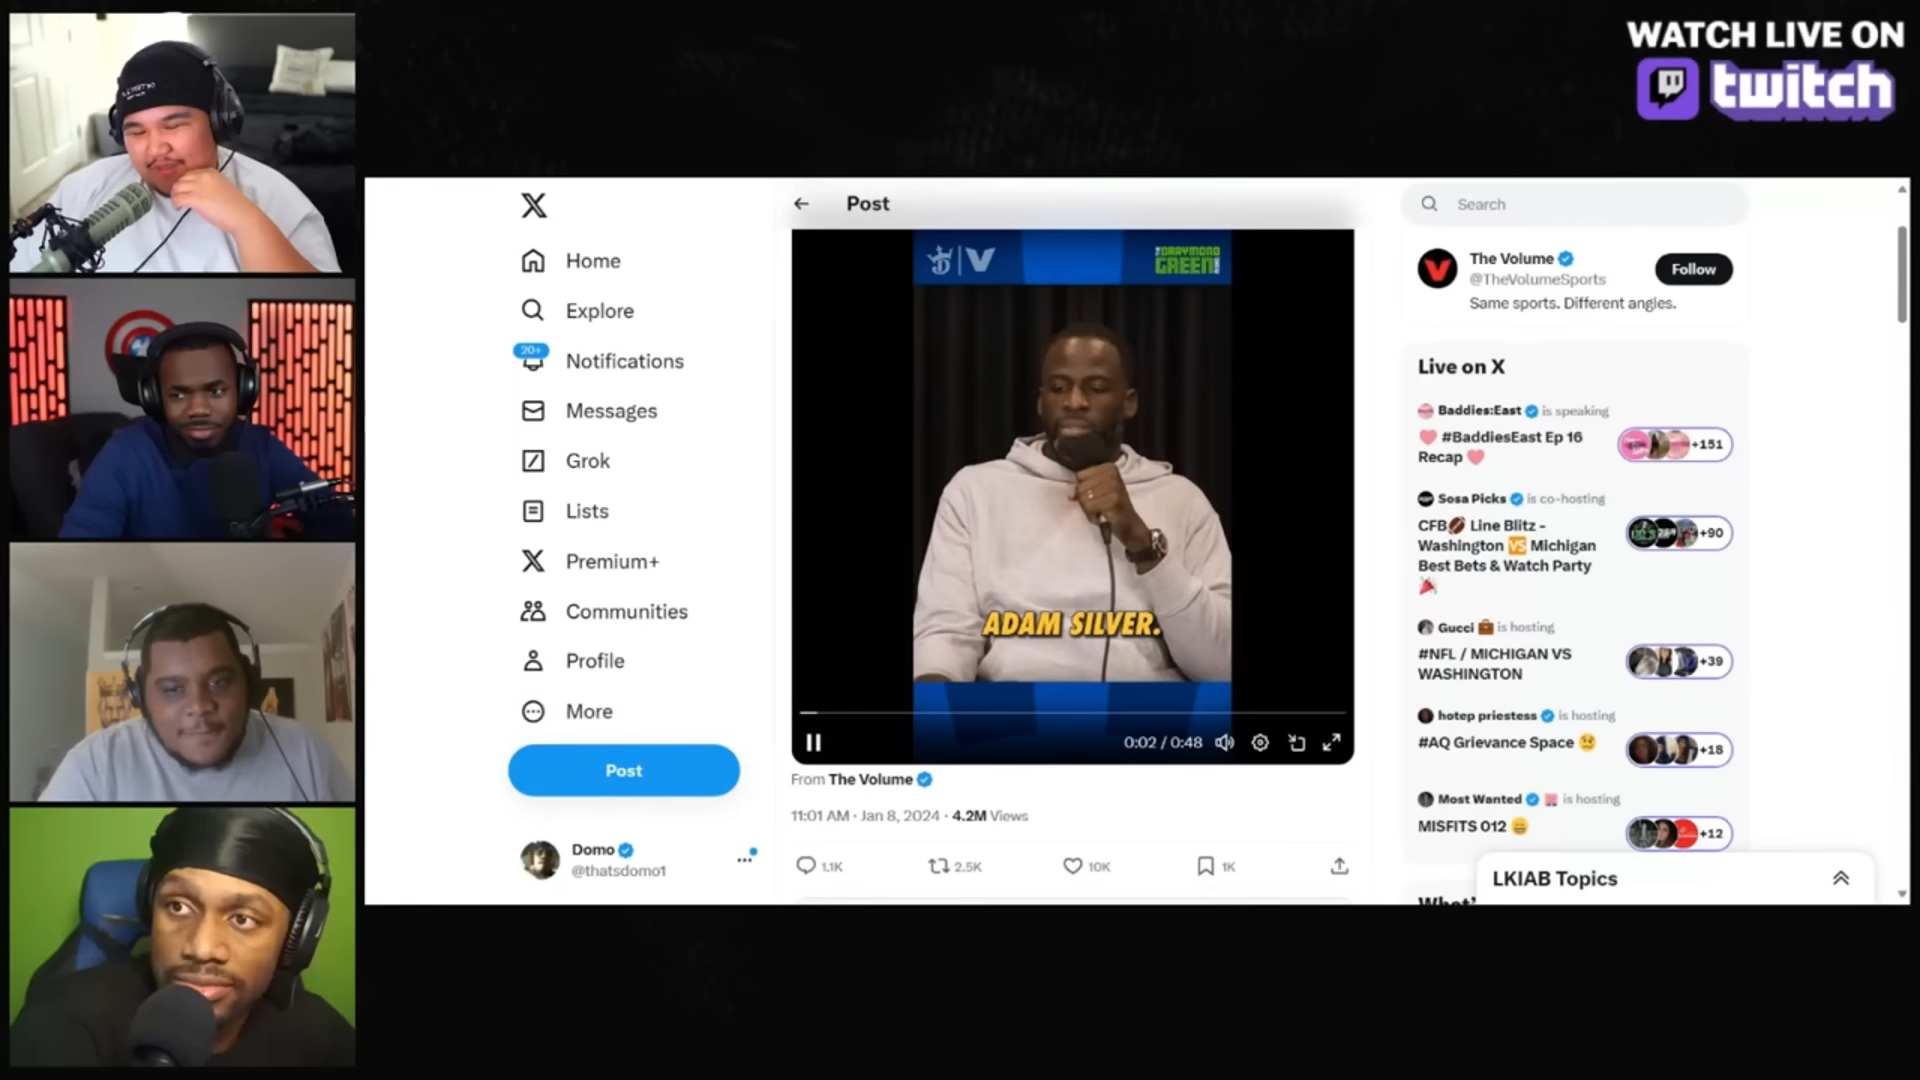 WATCH LIVE ON
twitch
Post
Home
Explore
20+
Notifications
Messages
Grok
Lists
Premium+
Communities
Profile
More
Post
Domo
@thatsdomo1
THE DRAYMOND
GREEN
ADAM SILVER.
0:02 / 0:48
From The Volume
11:01 AM · Jan 8, 2024 · 4.2M Views
1.1K
2.5K
10K
1K
Search
The Volume
@TheVolumeSports
Follow
Same sports. Different angles.
Live on X
Baddies:East is speaking
#BaddiesEast Ep 16
Recap
+151
Sosa Picks is co-hosting
CFB Line Blitz -
Washington VS Michigan
Best Bets & Watch Party
+90
Gucci is hosting
#NFL / MICHIGAN VS
WASHINGTON
+39
hotep priestess is hosting
#AQ Grievance Space
+18
Most Wanted is hosting
MISFITS 012
+12
LKIAB Topics
What'